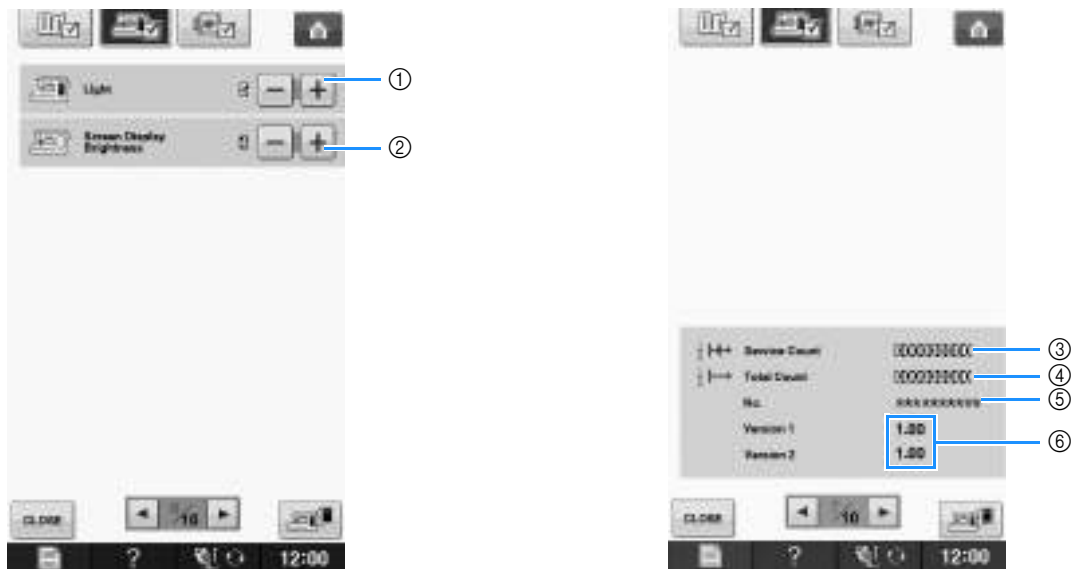 Light
①
Screen Display
Brightness
②
CLOSE
/10
?
12:00
Service Count
③
Total Count
④
No.
⑤
Version 1
1.00
⑥
Version 2
1.00
CLOSE
/10
?
12:00